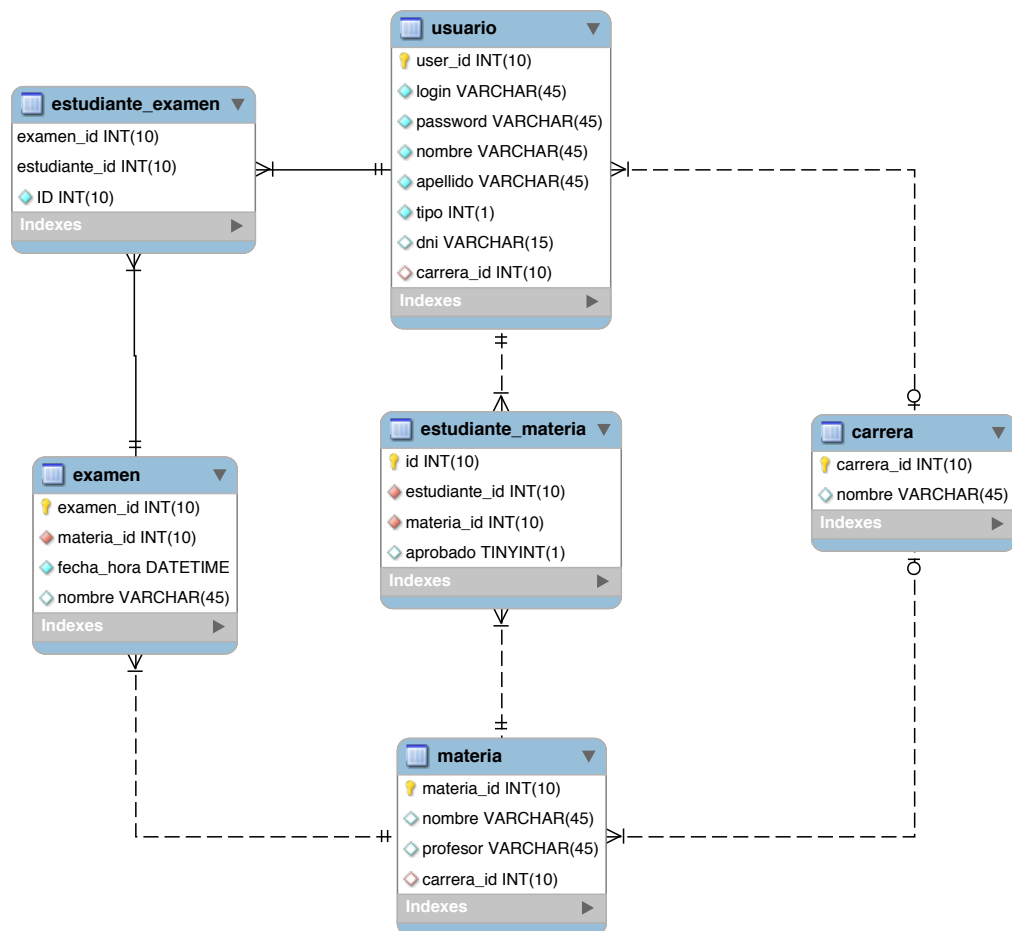 usuario
user_id INT(10)
login VARCHAR(45)
password VARCHAR(45)
nombre VARCHAR(45)
apellido VARCHAR(45)
tipo INT(1)
dni VARCHAR(15)
carrera_id INT(10)
Indexes
estudiante_examen
examen_id INT(10)
estudiante_id INT(10)
ID INT(10)
Indexes
estudiante_materia
id INT(10)
estudiante_id INT(10)
materia_id INT(10)
aprobado TINYINT(1)
Indexes
carrera
carrera_id INT(10)
nombre VARCHAR(45)
Indexes
examen
examen_id INT(10)
materia_id INT(10)
fecha_hora DATETIME
nombre VARCHAR(45)
Indexes
materia
materia_id INT(10)
nombre VARCHAR(45)
profesor VARCHAR(45)
carrera_id INT(10)
Indexes